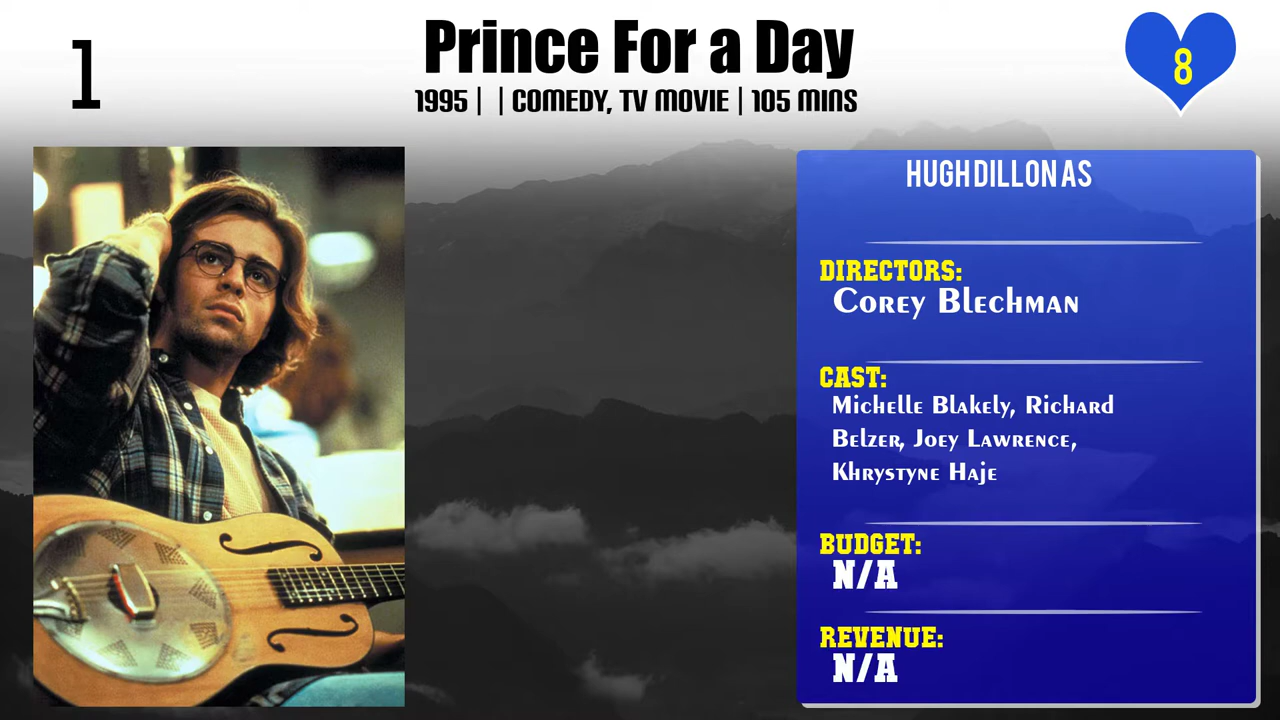 1
Prince For a Day
1995 | | COMEDY, TV MOVIE | 105 MINS
8
HUGH DILLON AS
DIRECTORS:
Corey Blechman
CAST:
Michelle Blakely, Richard
Belzer, Joey Lawrence,
Khrystyne Haje
BUDGET:
N/A
REVENUE:
N/A